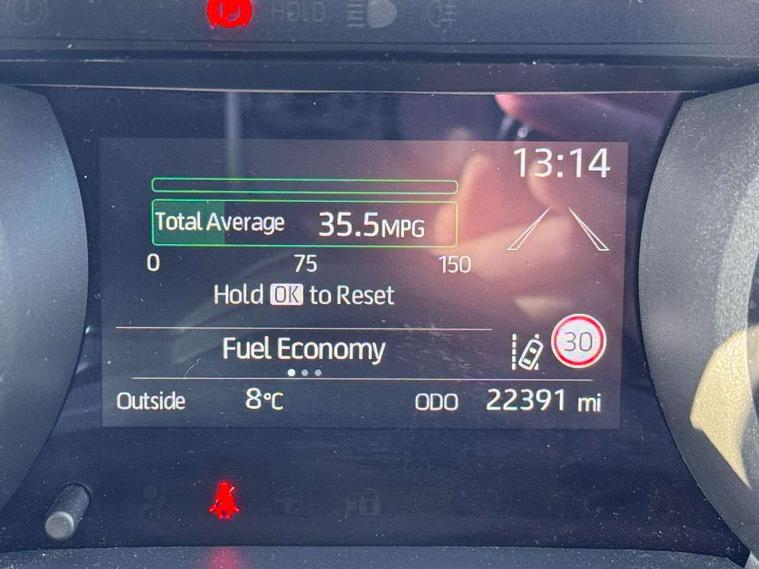 HOLD
13:14
Total Average 35.5MPG
0 75 150
Hold OK to Reset
Fuel Economy
30
Outside 8°C ODO 22391 mi